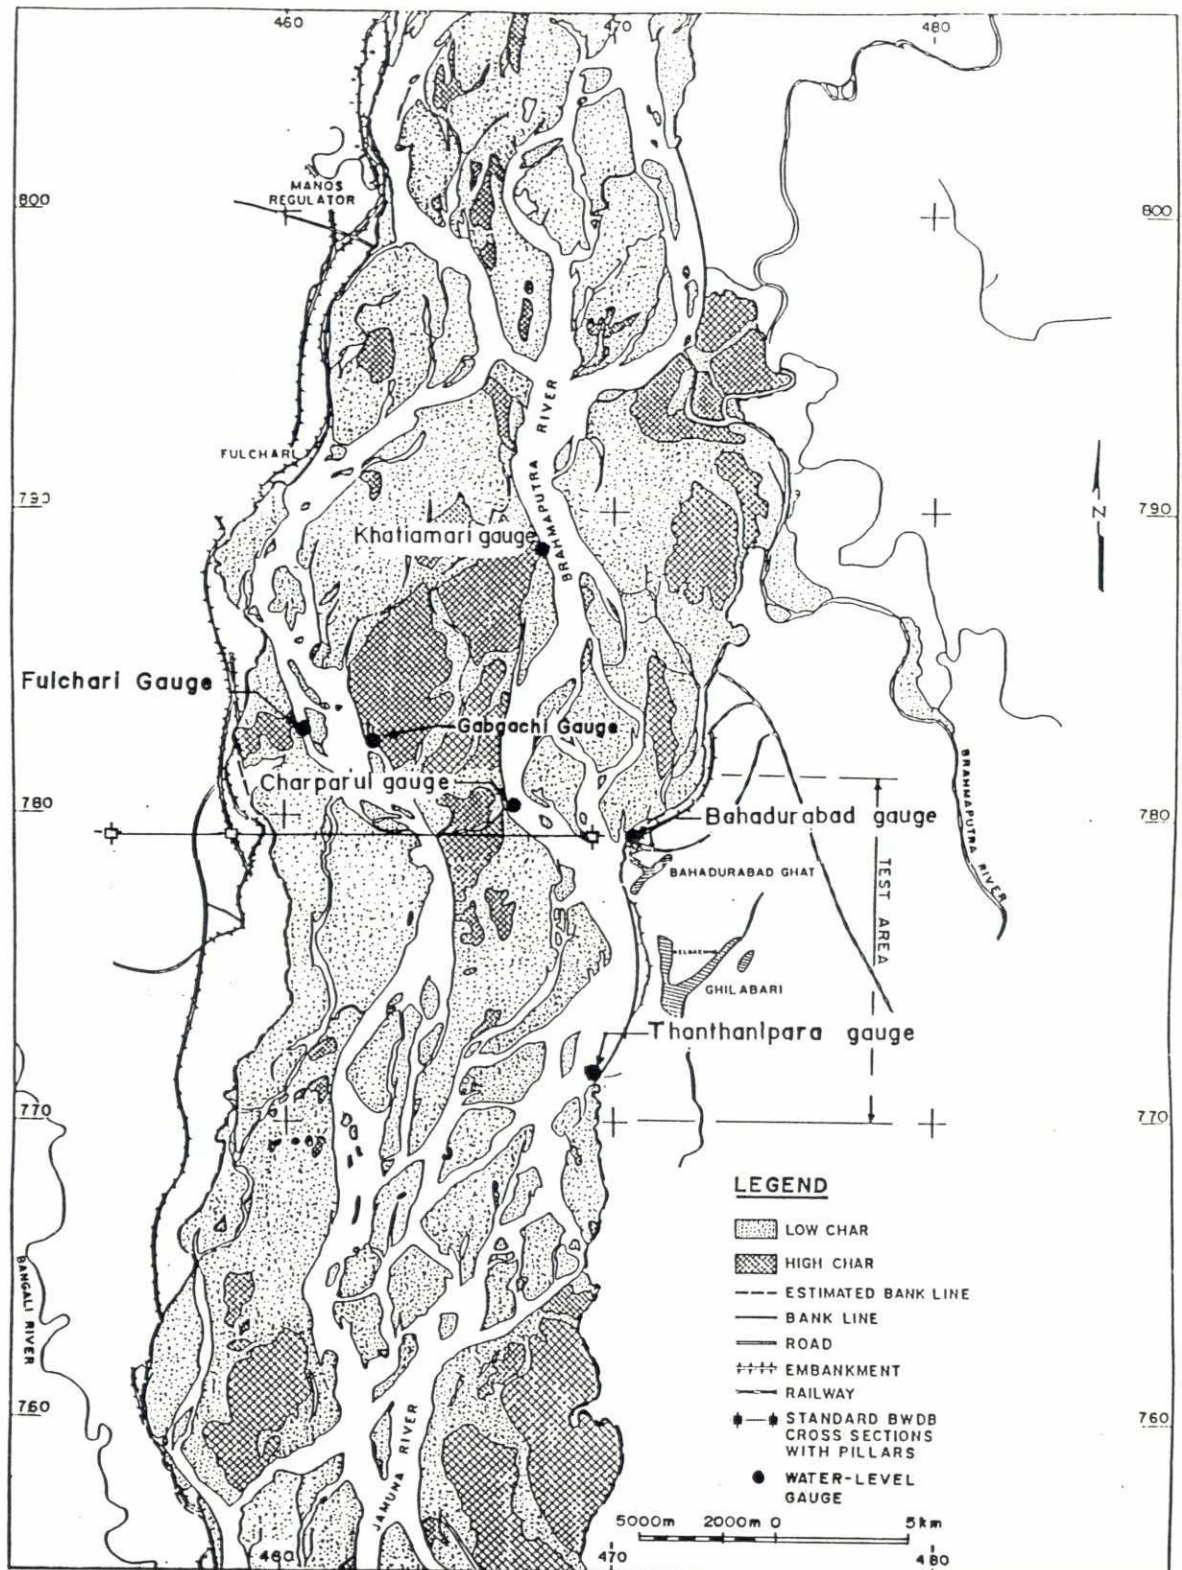 460
470
480
MANOS
REGULATOR
800
800
BRAHMAPUTRA RIVER
FULCHARI
790
790
Khatiamari gauge
N
Fulchari Gauge
Gabgachi Gauge
Charparul gauge
780
780
Bahadurabad gauge
BAHADURABAD GHAT
TEST AREA
BRAHMAPUTRA RIVER
GHILABARI
Thanthanipara gauge
770
770
BANGALI RIVER
LEGEND
LOW CHAR
HIGH CHAR
ESTIMATED BANK LINE
BANK LINE
ROAD
EMBANKMENT
RAILWAY
STANDARD BWDB
CROSS SECTIONS
WITH PILLARS
WATER-LEVEL
GAUGE
760
760
JAMUNA RIVER
5000m 2000m 0 5km
460
470
480